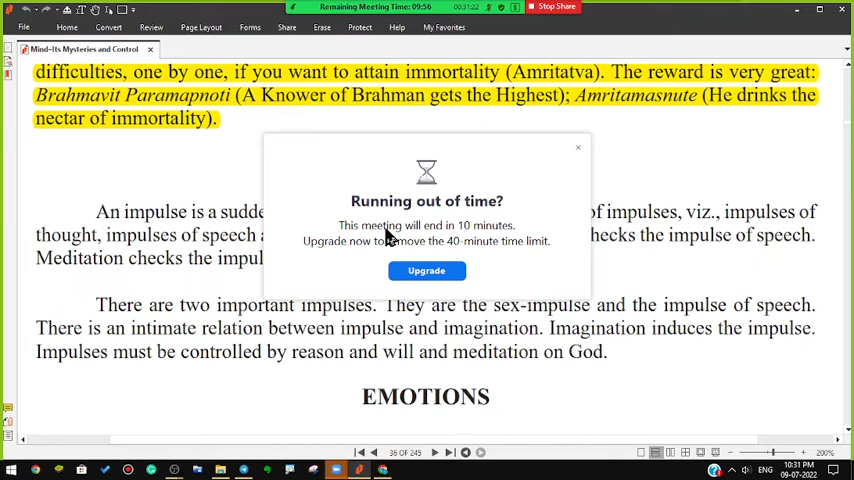 Remaining Meeting Time: 09:56
00:31:22
Stop Share
File Home Convert Review Page Layout Forms Share Erase Protect Help My Favorites
Mind–Its Mysteries and Control
difficulties, one by one, if you want to attain immortality (Amritatva). The reward is very great:
Brahmavit Paramapnoti (A Knower of Brahman gets the Highest); Amritamasnute (He drinks the
nectar of immortality).
Running out of time?
This meeting will end in 10 minutes.
Upgrade now to remove the 40-minute time limit.
Upgrade
An impulse is a of impulses, viz., impulses of
thought, impulses of speech checks the impulse of speech.
Meditation checks the
There are two important impulses. They are the sex-impulse and the impulse of speech.
There is an intimate relation between impulse and imagination. Imagination induces the impulse.
Impulses must be controlled by reason and will and meditation on God.
EMOTIONS
36 OF 245
200%
ENG
10:31 PM
09-07-2022